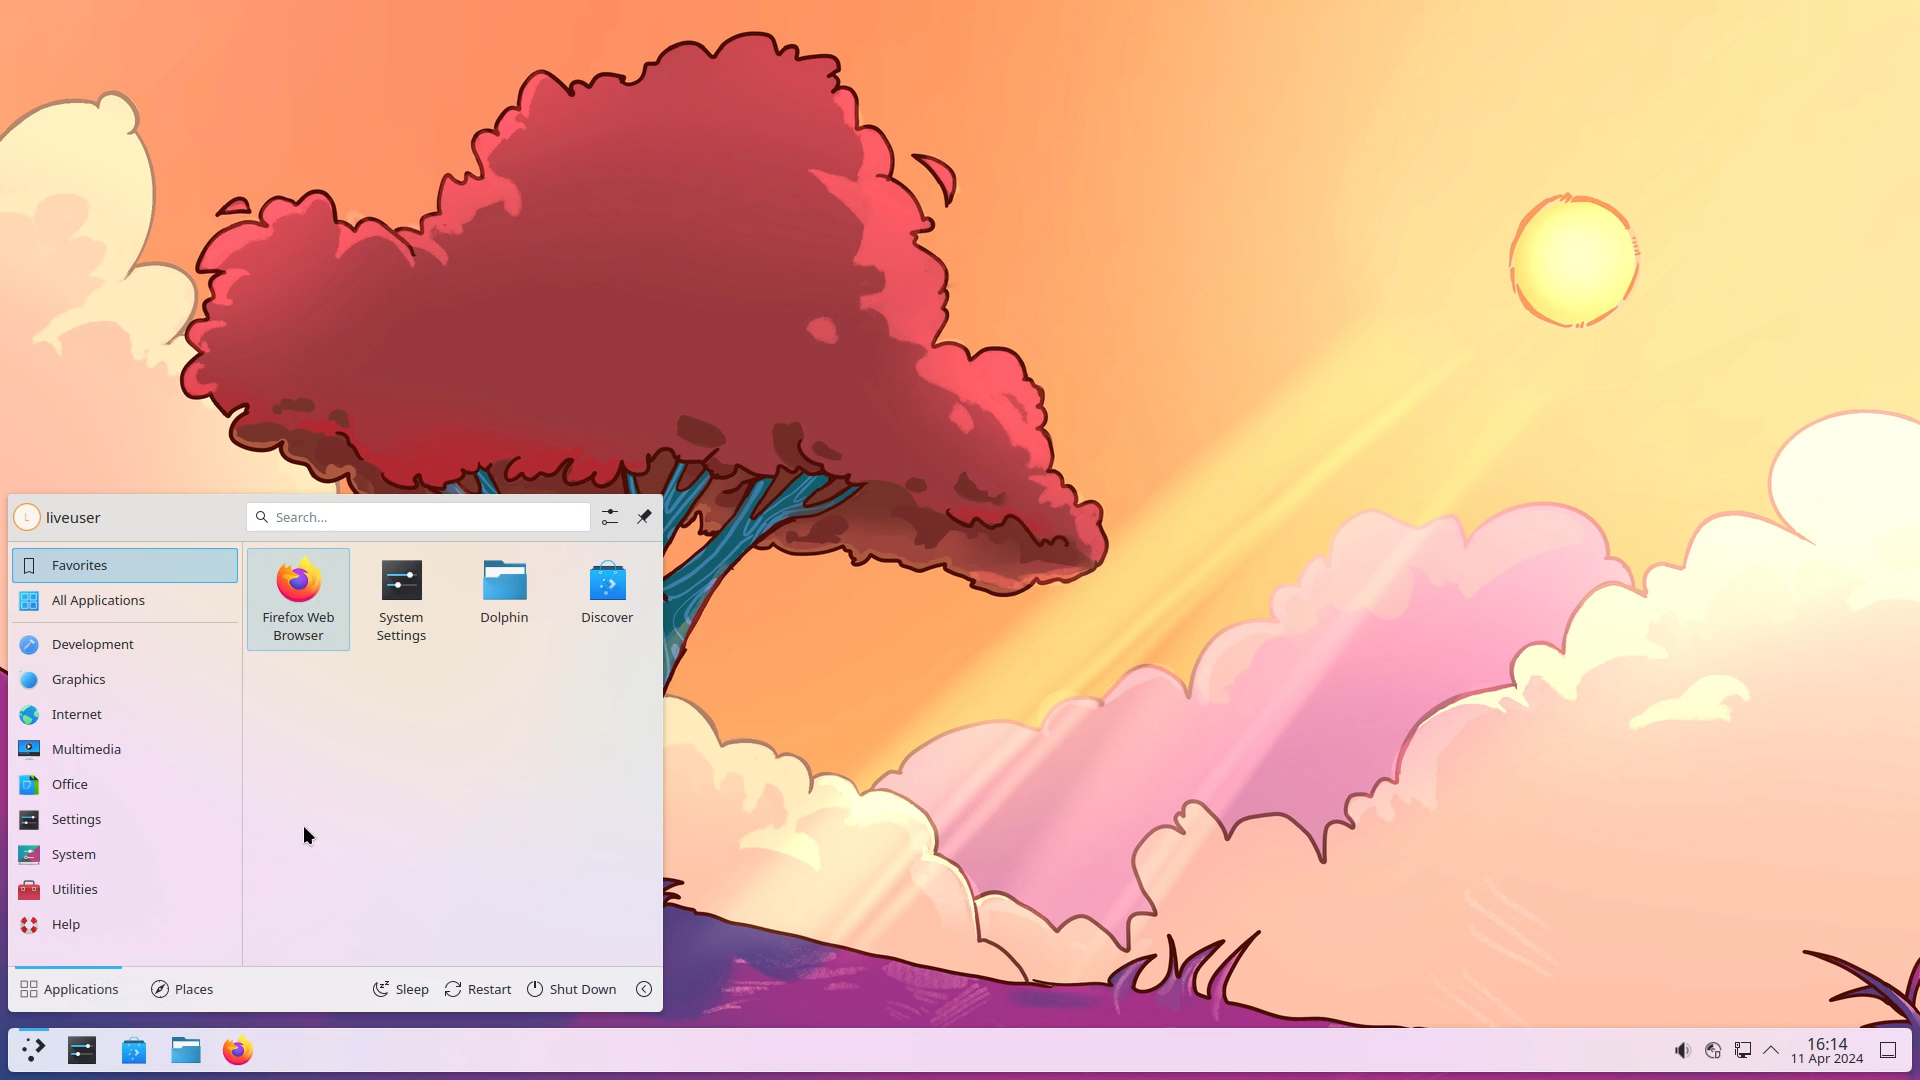 L
liveuser
Search...
Favorites
All Applications
Development
Graphics
Internet
Multimedia
Office
Settings
System
Utilities
Help
Firefox Web
Browser
System
Settings
Dolphin
Discover
Applications
Places
Sleep
Restart
Shut Down
16:14
11 Apr 2024